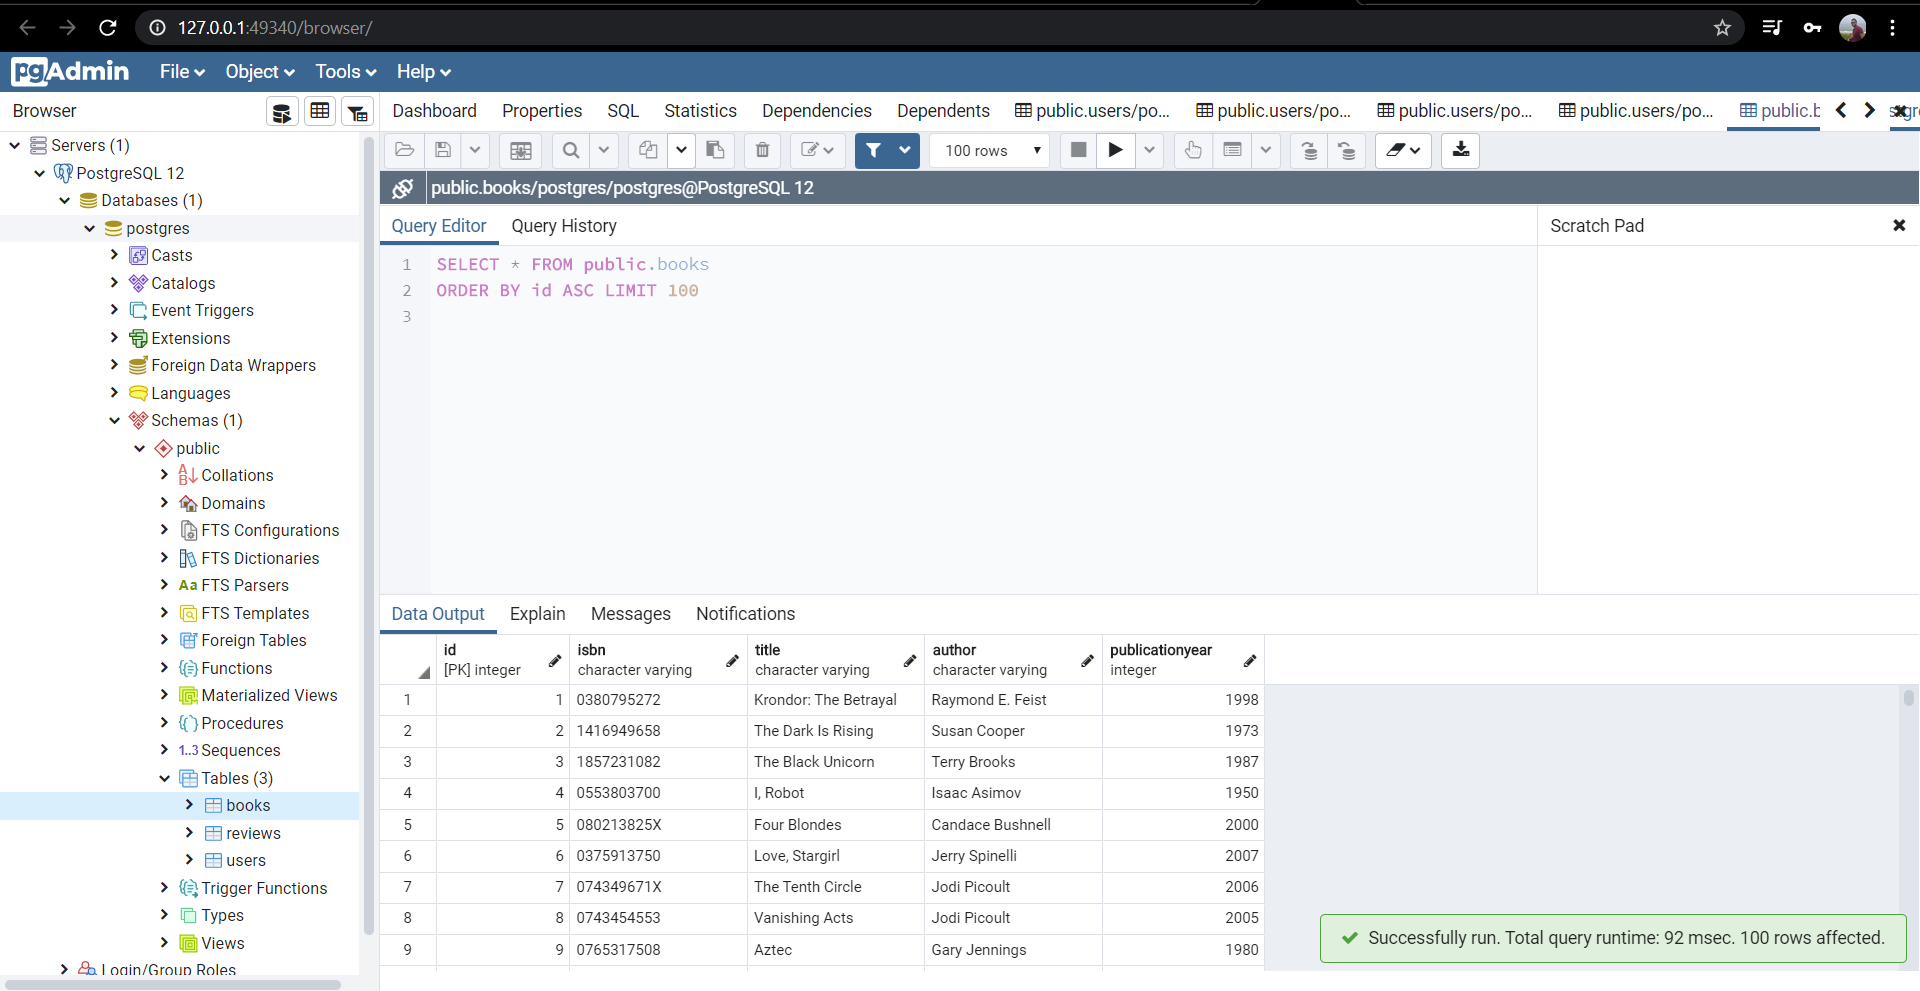 127.0.0.1:49340/browser/
pgAdmin File Object Tools Help
Browser
Dashboard Properties SQL Statistics Dependencies Dependents public.users/po... public.users/po... public.users/po... public.users/po... public.b
100 rows
public.books/postgres/postgres@PostgreSQL 12
Servers (1)
PostgreSQL 12
Databases (1)
postgres
Casts
Catalogs
Event Triggers
Extensions
Foreign Data Wrappers
Languages
Schemas (1)
public
Collations
Domains
FTS Configurations
FTS Dictionaries
Aa FTS Parsers
FTS Templates
Foreign Tables
Functions
Materialized Views
Procedures
1..3 Sequences
Tables (3)
books
reviews
users
Trigger Functions
Types
Views
Login/Group Roles
Query Editor Query History
Scratch Pad
1 SELECT * FROM public.books
2 ORDER BY id ASC LIMIT 100
3
Data Output Explain Messages Notifications
id isbn title author publicationyear
[PK] integer character varying character varying character varying integer
1 1 0380795272 Krondor: The Betrayal Raymond E. Feist 1998
2 2 1416949658 The Dark Is Rising Susan Cooper 1973
3 3 1857231082 The Black Unicorn Terry Brooks 1987
4 4 0553803700 I, Robot Isaac Asimov 1950
5 5 080213825X Four Blondes Candace Bushnell 2000
6 6 0375913750 Love, Stargirl Jerry Spinelli 2007
7 7 074349671X The Tenth Circle Jodi Picoult 2006
8 8 0743454553 Vanishing Acts Jodi Picoult 2005
9 9 0765317508 Aztec Gary Jennings 1980
Successfully run. Total query runtime: 92 msec. 100 rows affected.